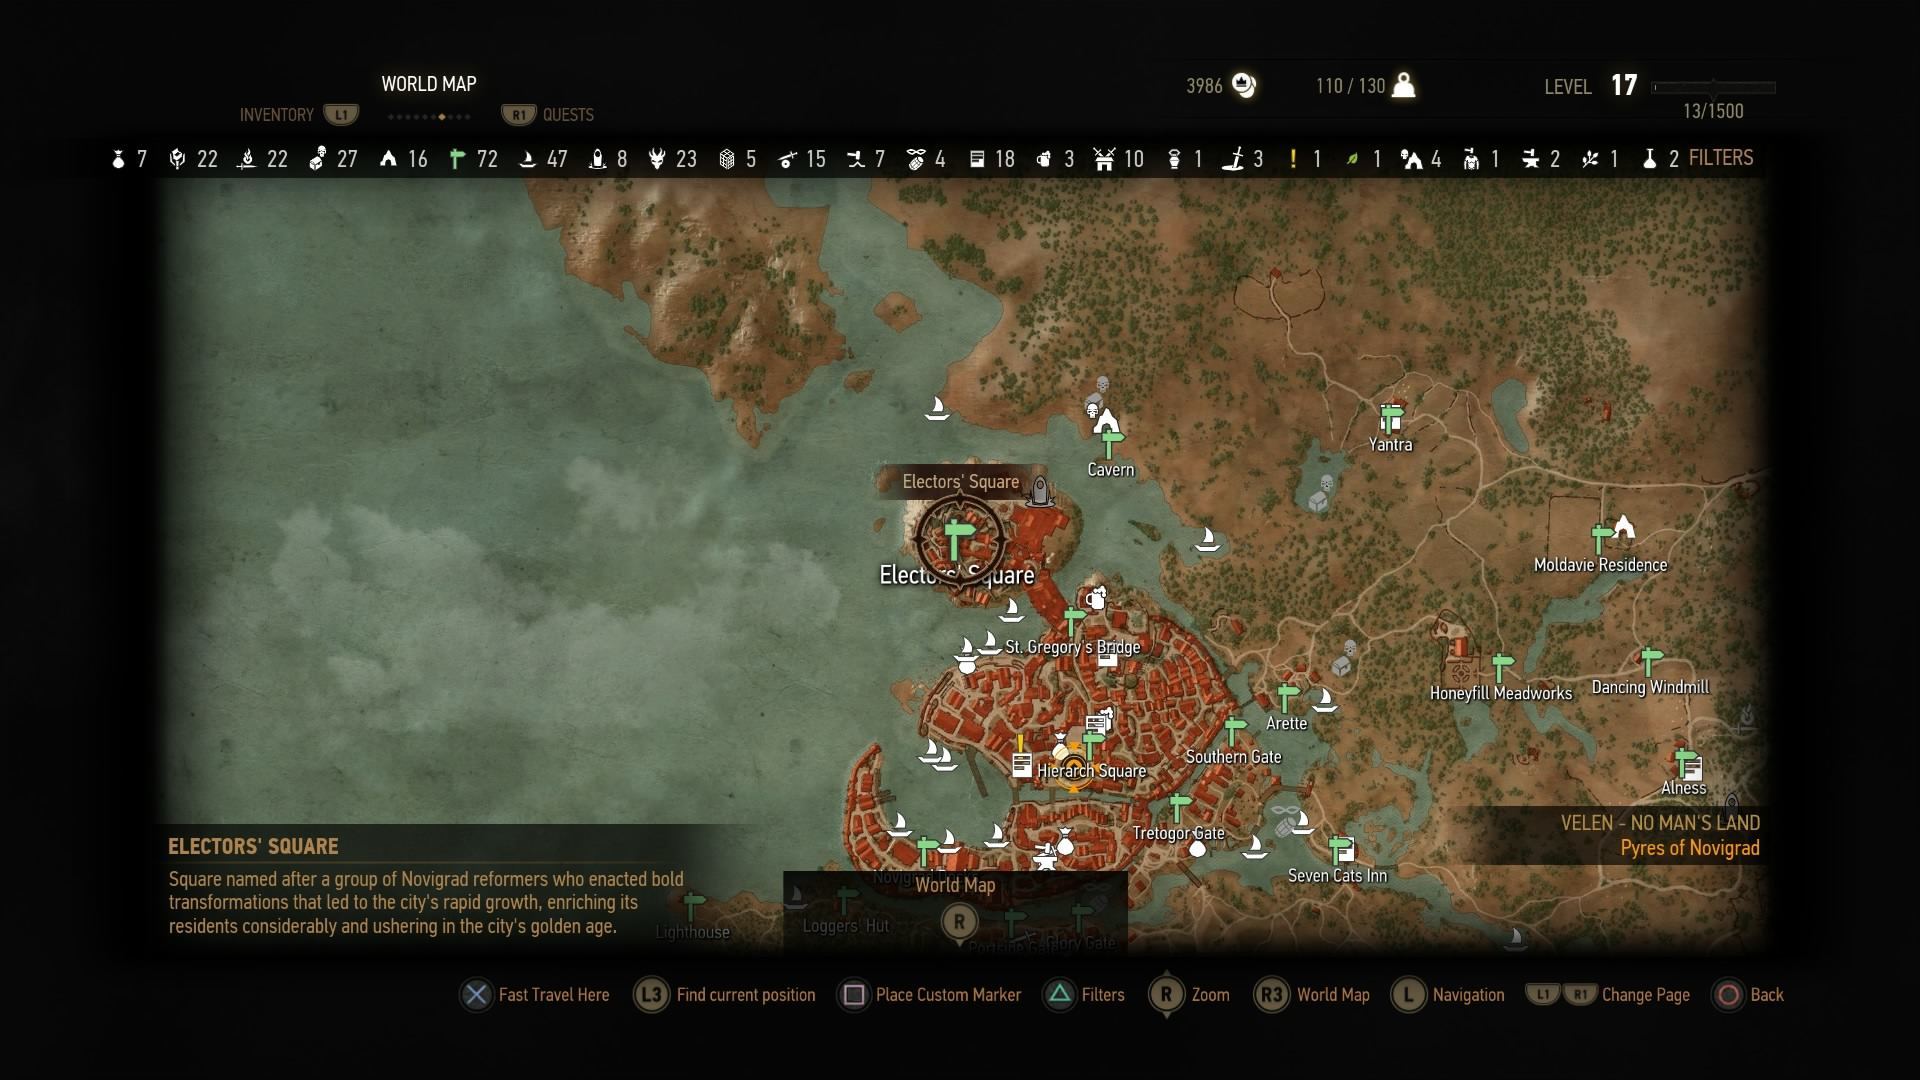 WORLD MAP
INVENTORY L1
R1 QUESTS
3986
110 / 130
LEVEL 17
13/1500
7 22 22 27 16 72 47 8 23 5 15 7 4 18 3 10 1 3 1 1 4 1 2 1 2 FILTERS
Yantra
Cavern
Electors' Square
Electors' Square
Moldavie Residence
St. Gregory's Bridge
Honeyfill Meadworks
Dancing Windmill
Arette
Southern Gate
Hierarch Square
Alness
Tretogor Gate
Seven Cats Inn
VELEN - NO MAN'S LAND
Pyres of Novigrad
ELECTORS' SQUARE
Square named after a group of Novigrad reformers who enacted bold
transformations that led to the city's rapid growth, enriching its
residents considerably and ushering in the city's golden age.
World Map
R
Lighthouse
Loggers' Hut
Portside Gate
Glory Gate
Fast Travel Here L3 Find current position Place Custom Marker Filters R Zoom R3 World Map L Navigation L1 R1 Change Page Back